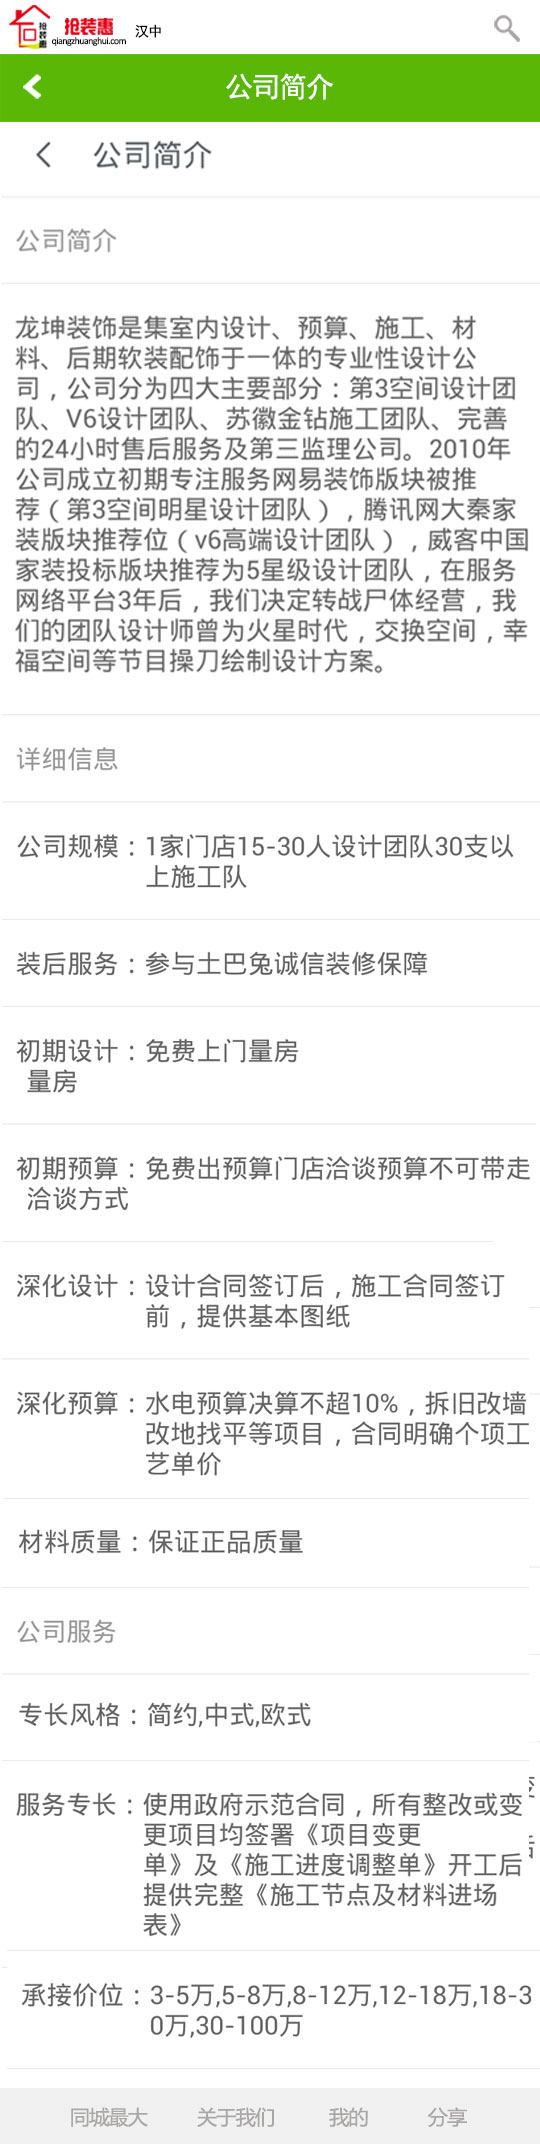 抢装惠
抢装惠
qiangzhuanghui.com
汉中
公司简介
公司简介
公司简介
龙坤装饰是集室内设计、预算、施工、材
料、后期软装配饰于一体的专业性设计公
司，公司分为四大主要部分：第3空间设计团
队、V6设计团队、苏徽金钻施工团队、完善
的24小时售后服务及第三监理公司。2010年
公司成立初期专注服务网易装饰版块被推
荐（第3空间明星设计团队），腾讯网大秦家
装版块推荐位（v6高端设计团队），威客中国
家装投标版块推荐为5星级设计团队，在服务
网络平台3年后，我们决定转战尸体经营，我
们的团队设计师曾为火星时代，交换空间，幸
福空间等节目操刀绘制设计方案。
详细信息
公司规模：1家门店15-30人设计团队30支以
上施工队
装后服务：参与土巴兔诚信装修保障
初期设计：免费上门量房
量房
初期预算：免费出预算门店洽谈预算不可带走
洽谈方式
深化设计：设计合同签订后，施工合同签订
前，提供基本图纸
深化预算：水电预算决算不超10%，拆旧改墙
改地找平等项目，合同明确个项工
艺单价
材料质量：保证正品质量
公司服务
专长风格：简约,中式,欧式
服务专长：使用政府示范合同，所有整改或变
更项目均签署《项目变更
单》及《施工进度调整单》开工后
提供完整《施工节点及材料进场
表》
承接价位：3-5万,5-8万,8-12万,12-18万,18-3
0万,30-100万
同城最大
关于我们
我的
分享